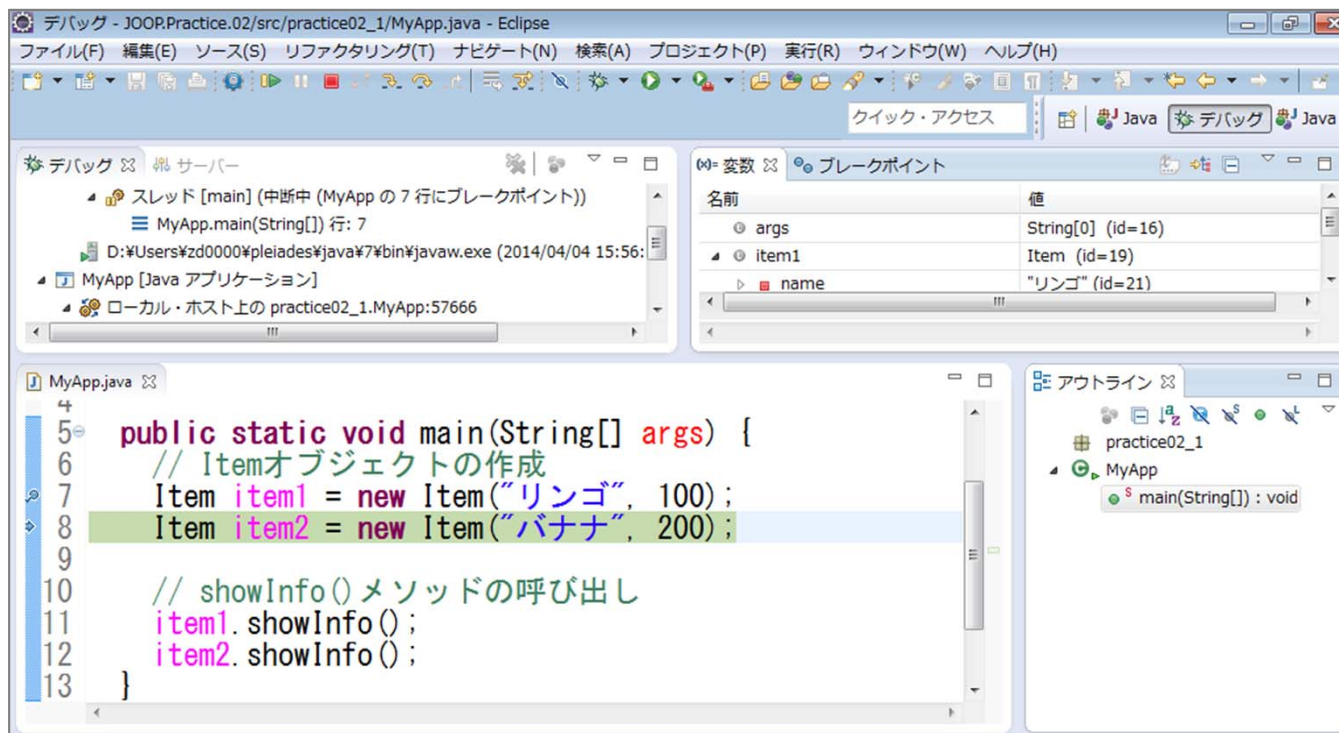 デバッグ - JOOP.Practice.02/src/practice02_1/MyApp.java - Eclipse
ファイル(F) 編集(E) ソース(S) リファクタリング(T) ナビゲート(N) 検索(A) プロジェクト(P) 実行(R) ウィンドウ(W) ヘルプ(H)
クイック・アクセス
Java デバッグ Java
デバッグ サーバー
スレッド [main] (中断中 (MyApp の 7 行にブレークポイント))
MyApp.main(String[]) 行: 7
D:¥Users¥zd0000¥pleiades¥java¥7¥bin¥javaw.exe (2014/04/04 15:56:
MyApp [Java アプリケーション]
ローカル・ホスト上の practice02_1.MyApp:57666
(x)= 変数 ブレークポイント
名前 値
args String[0] (id=16)
item1 Item (id=19)
name "リンゴ" (id=21)
MyApp.java
4
5 public static void main(String[] args) {
6 // Itemオブジェクトの作成
7 Item item1 = new Item("リンゴ", 100);
8 Item item2 = new Item("バナナ", 200);
9
10 // showInfo()メソッドの呼び出し
11 item1.showInfo();
12 item2.showInfo();
13 }
アウトライン
practice02_1
MyApp
main(String[]) : void